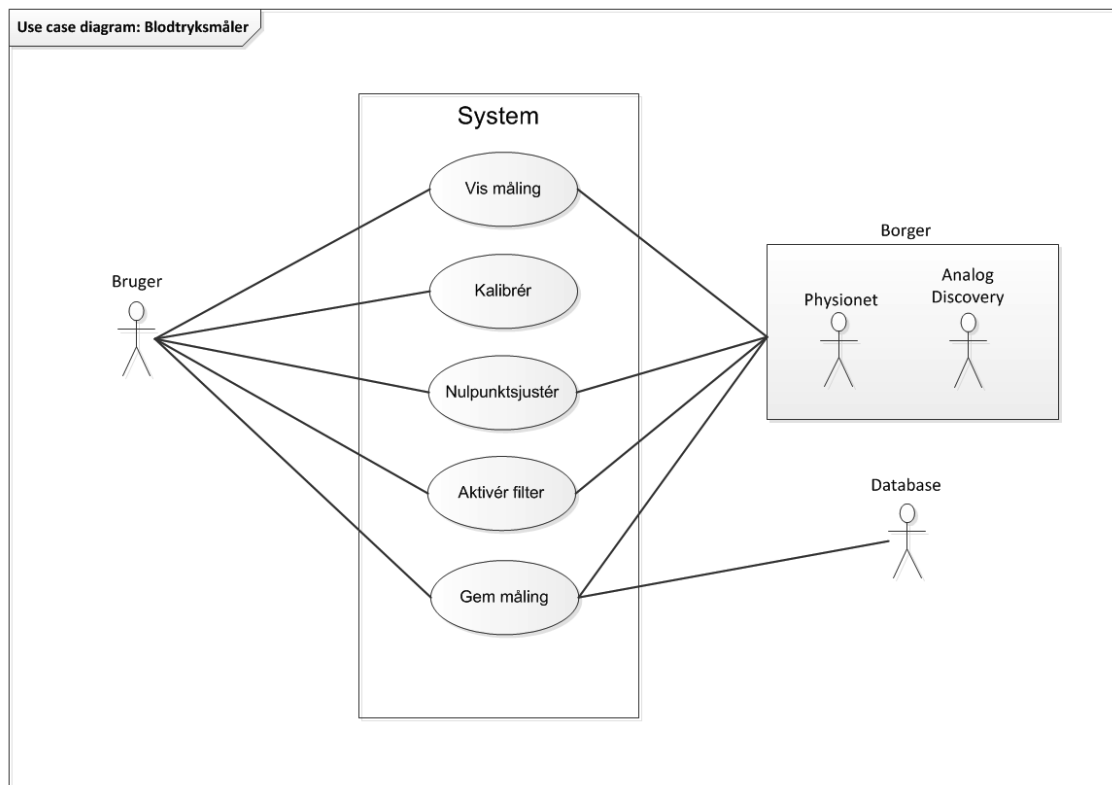 Use case diagram: Blodtryksmåler
System
Vis måling
Kalibrér
Nulpunktsjustér
Aktivér filter
Gem måling
Bruger
Borger
Physionet
Analog
Discovery
Database